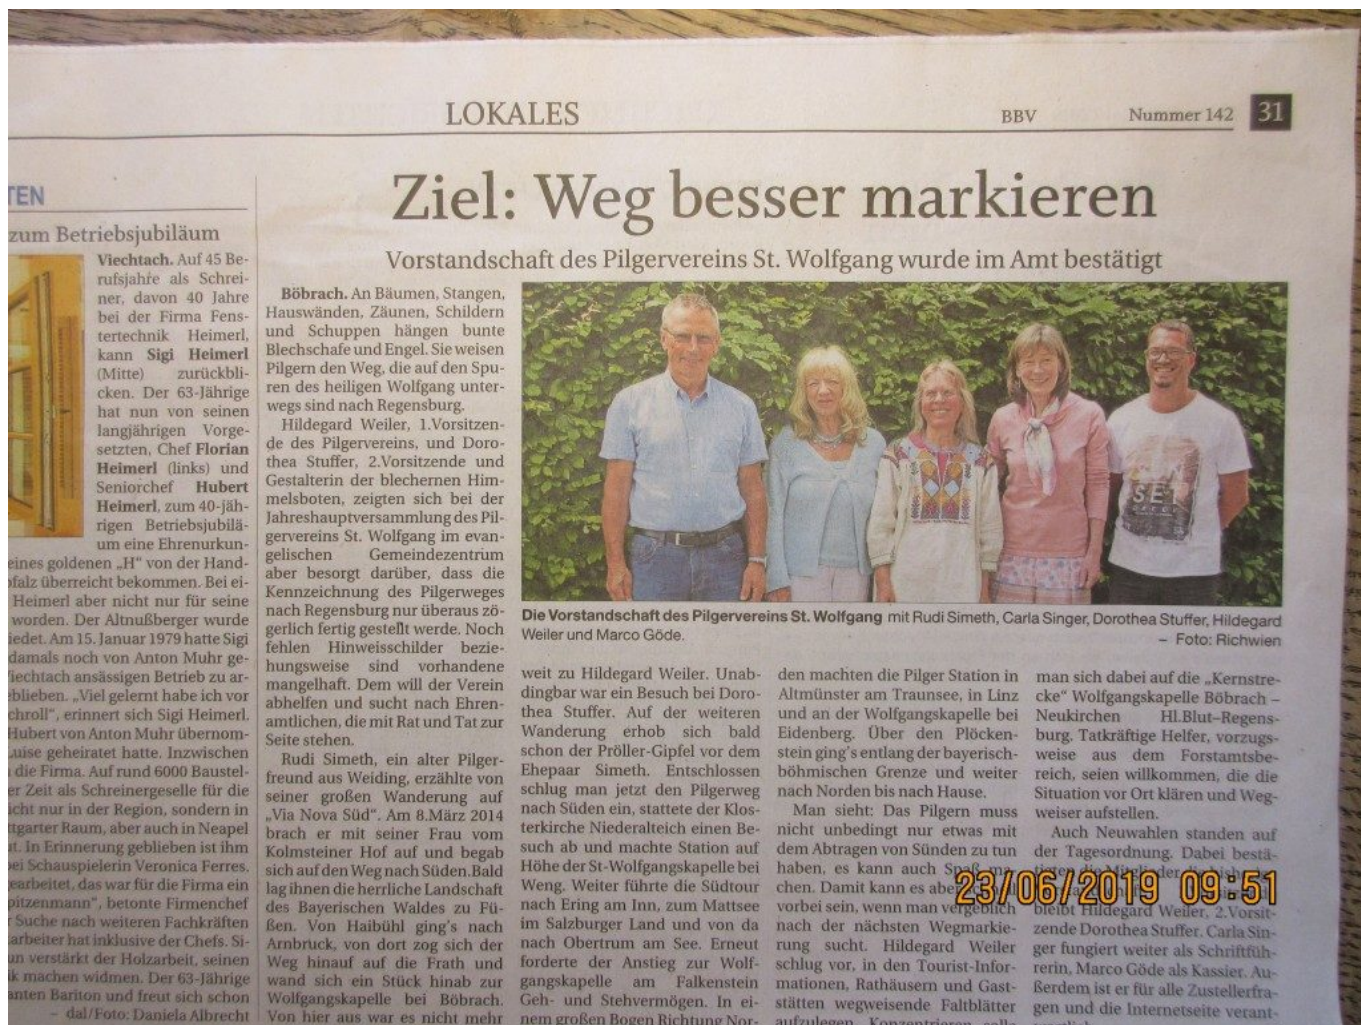 LOKALES
BBV
Nummer 142
31
TEN
zum Betriebsjubiläum
Viechtach. Auf 45 Be-
rufsjahre als Schrei-
ner, davon 40 Jahre
bei der Firma Fens-
tertechnik Heimerl,
kann Sigi Heimerl
(Mitte) zurückbli-
cken. Der 63-Jährige
hat nun von seinen
langjährigen Vorge-
setzten, Chef Florian
Heimerl (links) und
Seniorchef Hubert
Heimerl, zum 40-jäh-
rigen Betriebsjubilä-
um eine Ehrenurkun-
eines goldenen „H" von der Hand-
pfalz überreicht bekommen. Bei ei-
Heimerl aber nicht nur für seine
worden. Der Altnußberger wurde
iedet. Am 15. Januar 1979 hatte Sigi
damals noch von Anton Muhr ge-
Viechtach ansässigen Betrieb zu ar-
eblieben. „Viel gelernt habe ich vor
chroll", erinnert sich Sigi Heimerl.
Hubert von Anton Muhr übernom-
Luise geheiratet hatte. Inzwischen
die Firma. Auf rund 6000 Baustel-
er Zeit als Schreinergeselle für die
icht nur in der Region, sondern in
ttgarter Raum, aber auch in Neapel
ut. In Erinnerung geblieben ist ihm
bei Schauspielerin Veronica Ferres.
gearbeitet, das war für die Firma ein
pitzenmann", betonte Firmenchef
Suche nach weiteren Fachkräften
arbeiter hat inklusive der Chefs. Si-
un verstärkt der Holzarbeit, seinen
ik machen widmen. Der 63-Jährige
anten Bariton und freut sich schon
– dal/Foto: Daniela Albrecht
Ziel: Weg besser markieren
Vorstandschaft des Pilgervereins St. Wolfgang wurde im Amt bestätigt
Böbrach. An Bäumen, Stangen,
Hauswänden, Zäunen, Schildern
und Schuppen hängen bunte
Blechschafe und Engel. Sie weisen
Pilgern den Weg, die auf den Spu-
ren des heiligen Wolfgang unter-
wegs sind nach Regensburg.
Hildegard Weiler, 1.Vorsitzen-
de des Pilgervereins, und Doro-
thea Stuffer, 2.Vorsitzende und
Gestalterin der blechernen Him-
melsboten, zeigten sich bei der
Jahreshauptversammlung des Pil-
gervereins St. Wolfgang im evan-
gelischen Gemeindezentrum
aber besorgt darüber, dass die
Kennzeichnung des Pilgerweges
nach Regensburg nur überaus zö-
gerlich fertig gestellt werde. Noch
fehlen Hinweisschilder bezie-
hungsweise sind vorhandene
mangelhaft. Dem will der Verein
abhelfen und sucht nach Ehren-
amtlichen, die mit Rat und Tat zur
Seite stehen.
Rudi Simeth, ein alter Pilger-
freund aus Weiding, erzählte von
seiner großen Wanderung auf
„Via Nova Süd". Am 8.März 2014
brach er mit seiner Frau vom
Kolmsteiner Hof auf und begab
sich auf den Weg nach Süden.Bald
lag ihnen die herrliche Landschaft
des Bayerischen Waldes zu Fü-
ßen. Von Haibühl ging's nach
Arnbruck, von dort zog sich der
Weg hinauf auf die Frath und
wand sich ein Stück hinab zur
Wolfgangskapelle bei Böbrach.
Von hier aus war es nicht mehr
SEI
Die Vorstandschaft des Pilgervereins St. Wolfgang mit Rudi Simeth, Carla Singer, Dorothea Stuffer, Hildegard
Weiler und Marco Göde.
– Foto: Richwien
weit zu Hildegard Weiler. Unab-
dingbar war ein Besuch bei Doro-
thea Stuffer. Auf der weiteren
Wanderung erhob sich bald
schon der Pröller-Gipfel vor dem
Ehepaar Simeth. Entschlossen
schlug man jetzt den Pilgerweg
nach Süden ein, stattete der Klos-
terkirche Niederalteich einen Be-
such ab und machte Station auf
Höhe der St-Wolfgangskapelle bei
Weng. Weiter führte die Südtour
nach Ering am Inn, zum Mattsee
im Salzburger Land und von da
nach Obertrum am See. Erneut
forderte der Anstieg zur Wolf-
gangskapelle am Falkenstein
Geh- und Stehvermögen. In ei-
nem großen Bogen Richtung Nor-
den machten die Pilger Station in
Altmünster am Traunsee, in Linz
und an der Wolfgangskapelle bei
Eidenberg. Über den Plöcken-
stein ging's entlang der bayerisch-
böhmischen Grenze und weiter
nach Norden bis nach Hause.
Man sieht: Das Pilgern muss
nicht unbedingt nur etwas mit
dem Abtragen von Sünden zu tun
haben, es kann auch Spaß ma-
chen. Damit kann es aber
vorbei sein, wenn man vergeblich
nach der nächsten Wegmarkie-
rung sucht. Hildegard Weiler
schlug vor, in den Tourist-Infor-
mationen, Rathäusern und Gast-
stätten wegweisende Faltblätter
aufzulegen. Konzentrieren solle
man sich dabei auf die „Kernstre-
cke" Wolfgangskapelle Böbrach –
Neukirchen Hl.Blut–Regens-
burg. Tatkräftige Helfer, vorzugs-
weise aus dem Forstamtsbe-
reich, seien willkommen, die die
Situation vor Ort klären und Weg-
weiser aufstellen.
Auch Neuwahlen standen auf
der Tagesordnung. Dabei bestä-
bleibt Hildegard Weiler, 2.Vorsit-
zende Dorothea Stuffer. Carla Sin-
ger fungiert weiter als Schriftfüh-
rerin, Marco Göde als Kassier. Au-
ßerdem ist er für alle Zustellerfra-
gen und die Internetseite verant-
23/06/2019 09:51